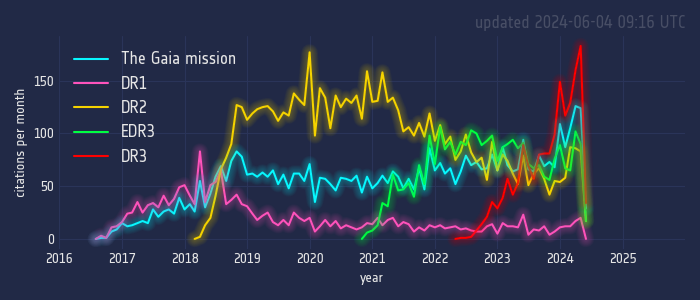 updated 2024-06-04 09:16 UTC
The Gaia mission
DR1
DR2
EDR3
DR3
citations per month
150
100
50
0
2016 2017 2018 2019 2020 2021 2022 2023 2024 2025
year